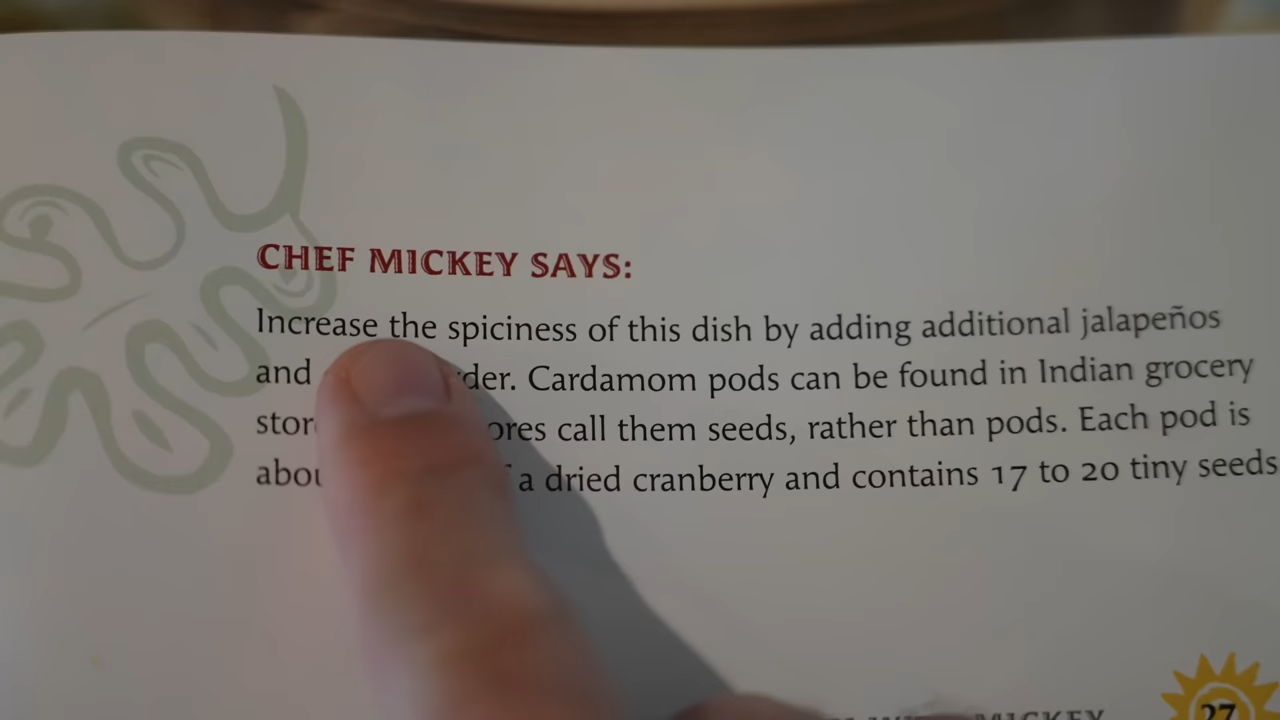 CHEF MICKEY SAYS:
Increase the spiciness of this dish by adding additional jalapeños
and der. Cardamom pods can be found in Indian grocery
stor ores call them seeds, rather than pods. Each pod is
abou a dried cranberry and contains 17 to 20 tiny seeds
MICKEY
27